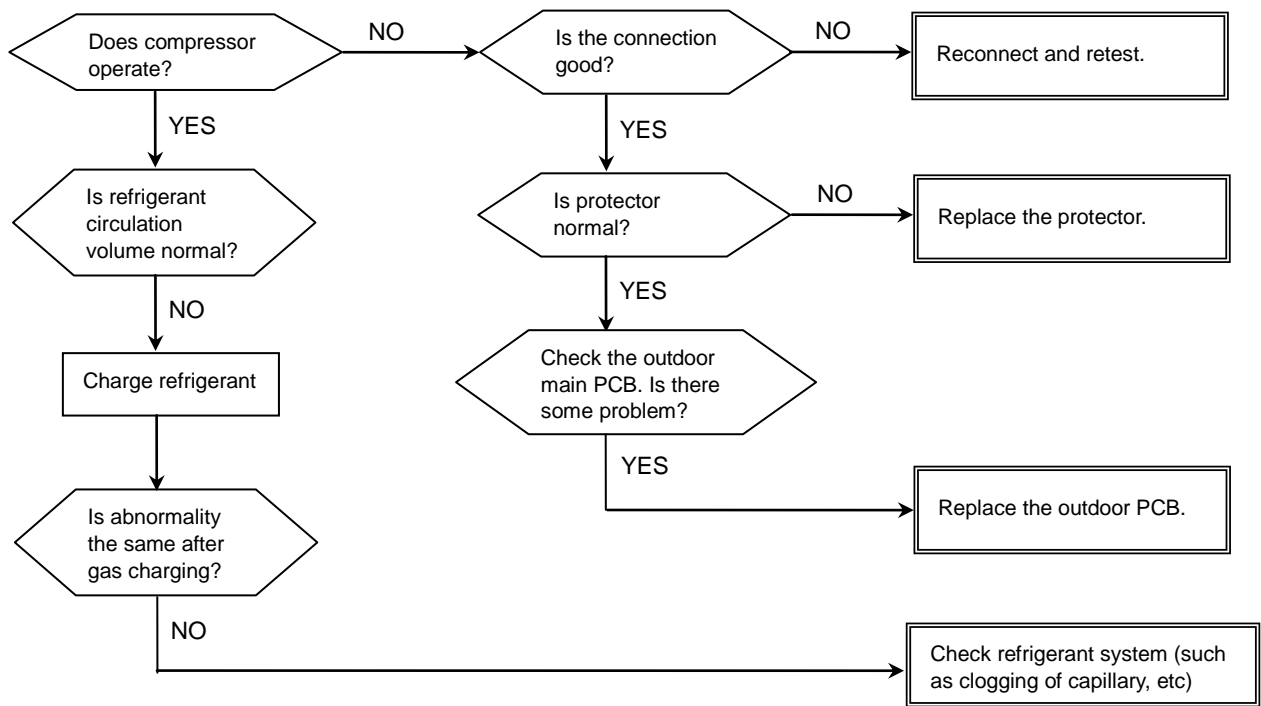 Does compressor
operate?
NO
Is the connection
good?
NO
Reconnect and retest.
YES
YES
Is refrigerant
circulation
volume normal?
Is protector
normal?
NO
Replace the protector.
NO
YES
Charge refrigerant
Check the outdoor
main PCB. Is there
some problem?
YES
Replace the outdoor PCB.
Is abnormality
the same after
gas charging?
NO
Check refrigerant system (such
as clogging of capillary, etc)